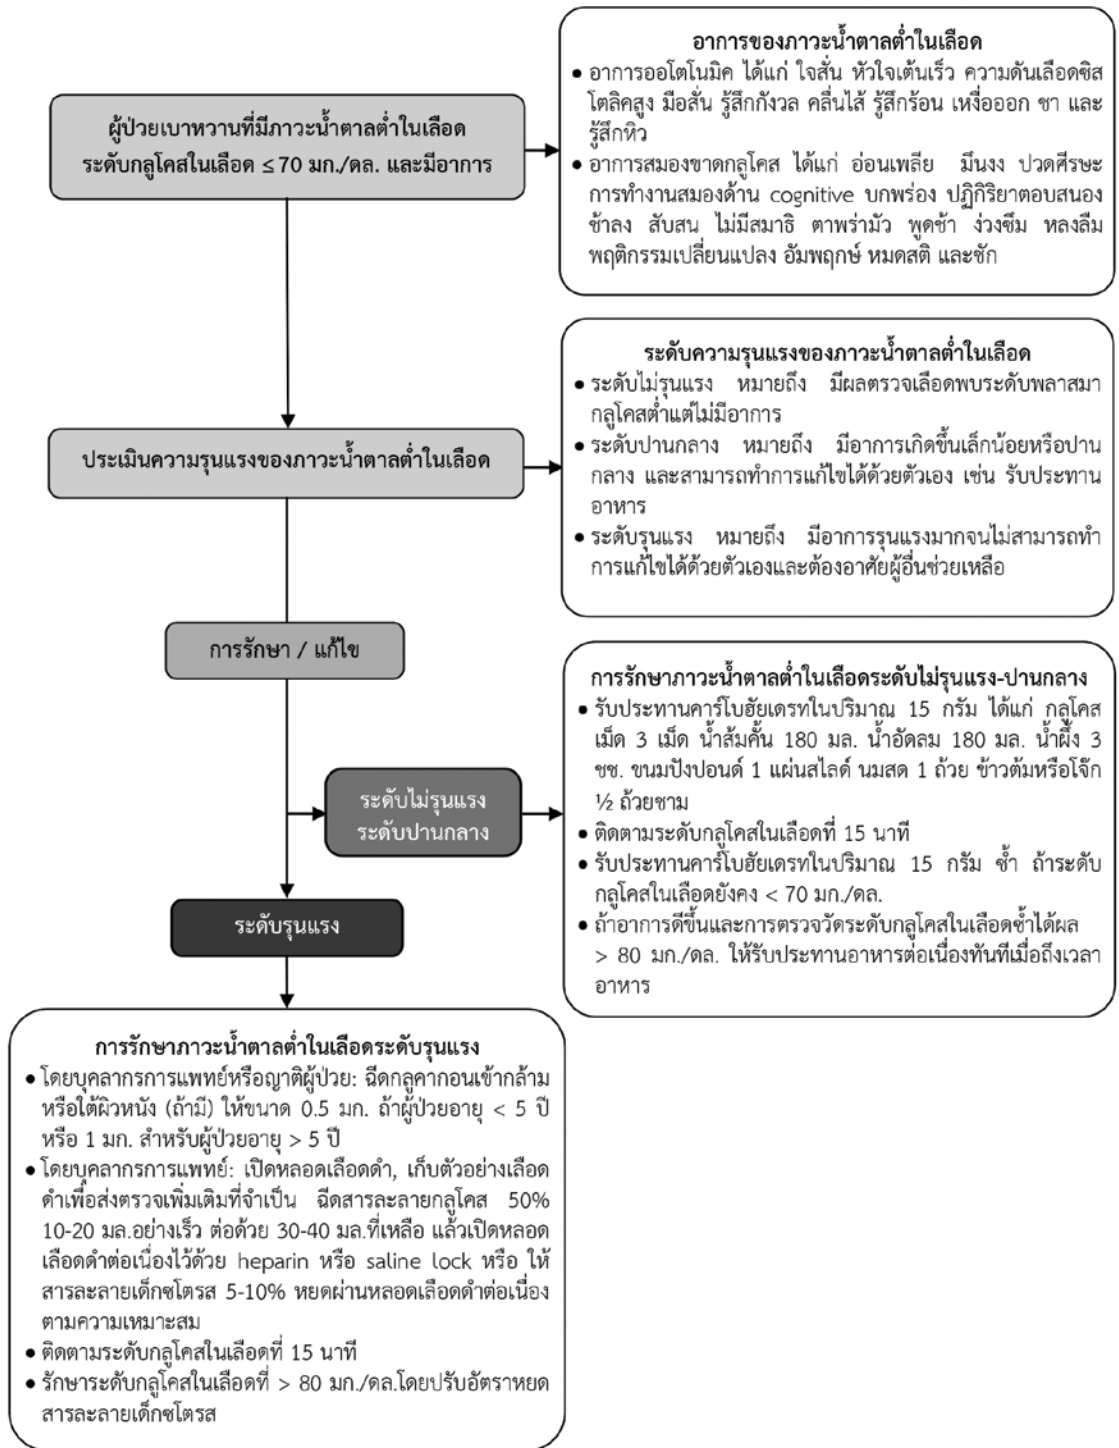 ผู้ป่วยเบาหวานที่มีภาวะน้ำตาลต่ำในเลือด
ระดับกลูโคสในเลือด ≤ 70 มก./ดล. และมีอาการ
อาการของภาวะน้ำตาลต่ำในเลือด
● อาการออโตโนมิค ได้แก่ ใจสั่น หัวใจเต้นเร็ว ความดันเลือดซิส
โตลิคสูง มือสั่น รู้สึกกังวล คลื่นไส้ รู้สึกร้อน เหงื่อออก ชา และ
รู้สึกหิว
● อาการสมองขาดกลูโคส ได้แก่ อ่อนเพลีย มึนงง ปวดศีรษะ
การทำงานสมองด้าน cognitive บกพร่อง ปฏิกิริยาตอบสนอง
ช้าลง สับสน ไม่มีสมาธิ ตาพร่ามัว พูดช้า ง่วงซึม หลงลืม
พฤติกรรมเปลี่ยนแปลง อัมพฤกษ์ หมดสติ และชัก
ประเมินความรุนแรงของภาวะน้ำตาลต่ำในเลือด
ระดับความรุนแรงของภาวะน้ำตาลต่ำในเลือด
● ระดับไม่รุนแรง หมายถึง มีผลตรวจเลือดพบระดับพลาสมา
กลูโคสต่ำแต่ไม่มีอาการ
● ระดับปานกลาง หมายถึง มีอาการเกิดขึ้นเล็กน้อยหรือปาน
กลาง และสามารถทำการแก้ไขได้ด้วยตัวเอง เช่น รับประทาน
อาหาร
● ระดับรุนแรง หมายถึง มีอาการรุนแรงมากจนไม่สามารถทำ
การแก้ไขได้ด้วยตัวเองและต้องอาศัยผู้อื่นช่วยเหลือ
การรักษา / แก้ไข
ระดับไม่รุนแรง
ระดับปานกลาง
การรักษาภาวะน้ำตาลต่ำในเลือดระดับไม่รุนแรง-ปานกลาง
● รับประทานคาร์โบฮัยเดรทในปริมาณ 15 กรัม ได้แก่ กลูโคส
เม็ด 3 เม็ด น้ำส้มคั้น 180 มล. น้ำอัดลม 180 มล. น้ำผึ้ง 3
ชช. ขนมปังปอนด์ 1 แผ่นสไลด์ นมสด 1 ถ้วย ข้าวต้มหรือโจ๊ก
½ ถ้วยชาม
● ติดตามระดับกลูโคสในเลือดที่ 15 นาที
● รับประทานคาร์โบฮัยเดรทในปริมาณ 15 กรัม ซ้ำ ถ้าระดับ
กลูโคสในเลือดยังคง < 70 มก./ดล.
● ถ้าอาการดีขึ้นและการตรวจวัดระดับกลูโคสในเลือดซ้ำได้ผล
> 80 มก./ดล. ให้รับประทานอาหารต่อเนื่องทันทีเมื่อถึงเวลา
อาหาร
ระดับรุนแรง
การรักษาภาวะน้ำตาลต่ำในเลือดระดับรุนแรง
● โดยบุคลากรการแพทย์หรือญาติผู้ป่วย: ฉีดกลูคากอนเข้ากล้าม
หรือใต้ผิวหนัง (ถ้ามี) ให้ขนาด 0.5 มก. ถ้าผู้ป่วยอายุ < 5 ปี
หรือ 1 มก. สำหรับผู้ป่วยอายุ > 5 ปี
● โดยบุคลากรการแพทย์: เปิดหลอดเลือดดำ, เก็บตัวอย่างเลือด
ดำเพื่อส่งตรวจเพิ่มเติมที่จำเป็น ฉีดสารละลายกลูโคส 50%
10-20 มล.อย่างเร็ว ต่อด้วย 30-40 มล.ที่เหลือ แล้วเปิดหลอด
เลือดดำต่อเนื่องไว้ด้วย heparin หรือ saline lock หรือ ให้
สารละลายเด็กซโตรส 5-10% หยดผ่านหลอดเลือดดำต่อเนื่อง
ตามความเหมาะสม
● ติดตามระดับกลูโคสในเลือดที่ 15 นาที
● รักษาระดับกลูโคสในเลือดที่ > 80 มก./ดล.โดยปรับอัตราหยด
สารละลายเด็กซโตรส